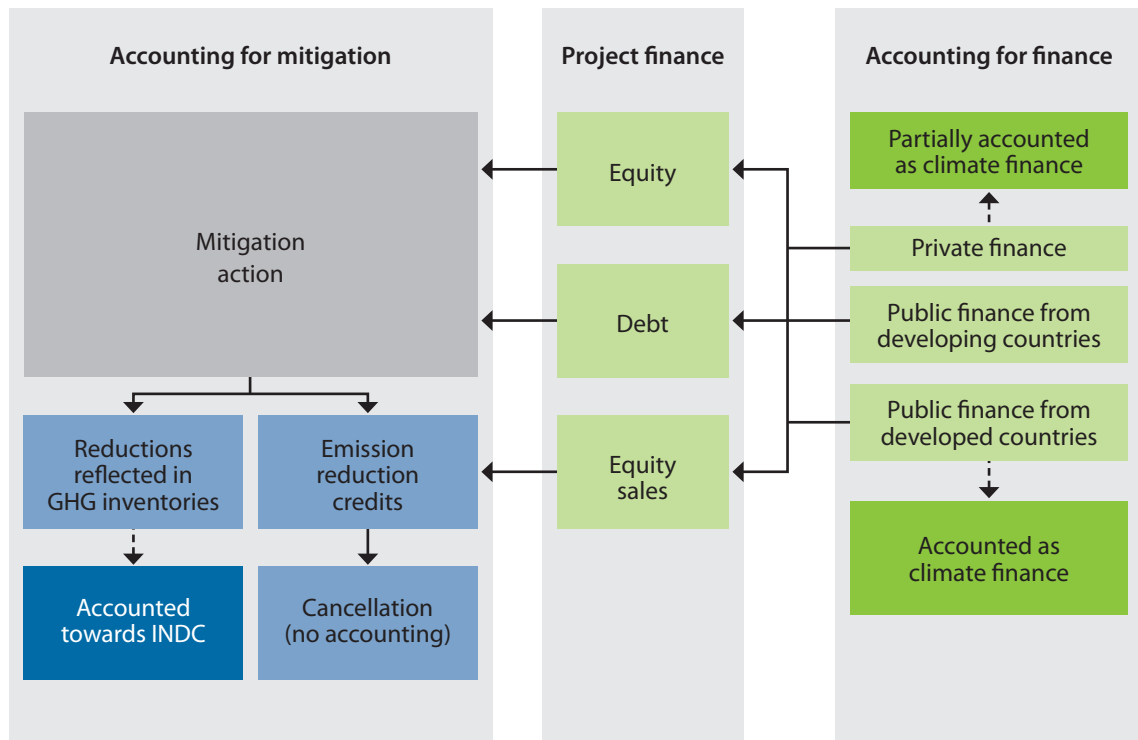 Accounting for mitigation
Mitigation
action
Reductions
reflected in
GHG inventories
Emission
reduction
credits
Accounted
towards INDC
Cancellation
(no accounting)
Project finance
Equity
Debt
Equity
sales
Accounting for finance
Partially accounted
as climate finance
Private finance
Public finance from
developing countries
Public finance from
developed countries
Accounted as
climate finance